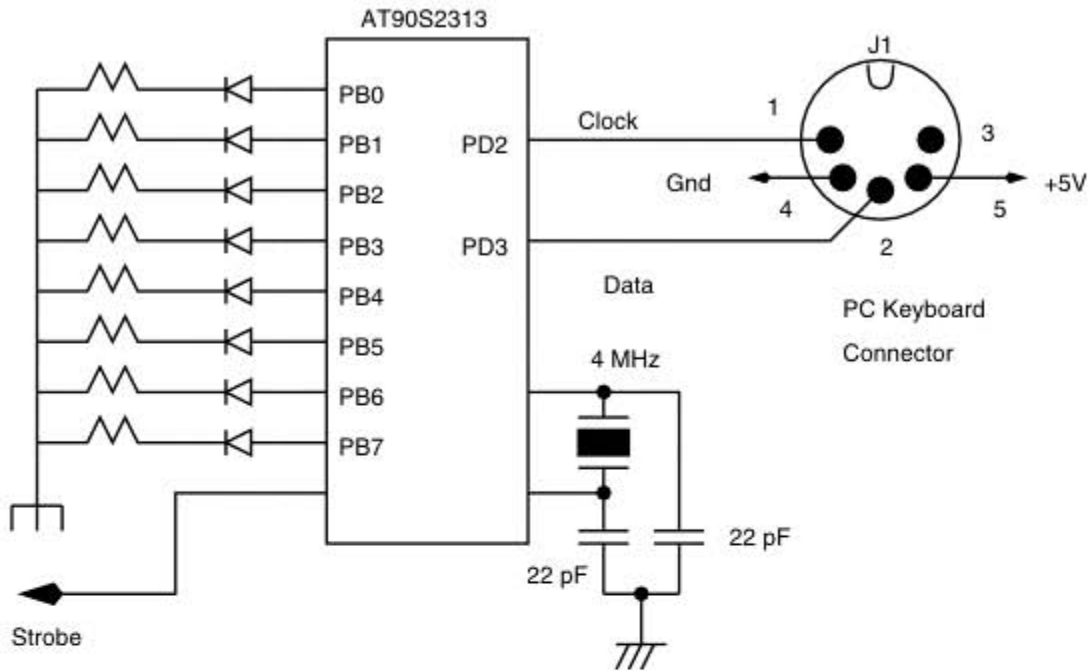 AT90S2313
J1
PB0
PB1
PB2
PB3
PB4
PB5
PB6
PB7
PD2
PD3
Clock
1
3
Gnd
+5V
4
5
2
Data
PC Keyboard
Connector
4 MHz
22 pF
22 pF
Strobe